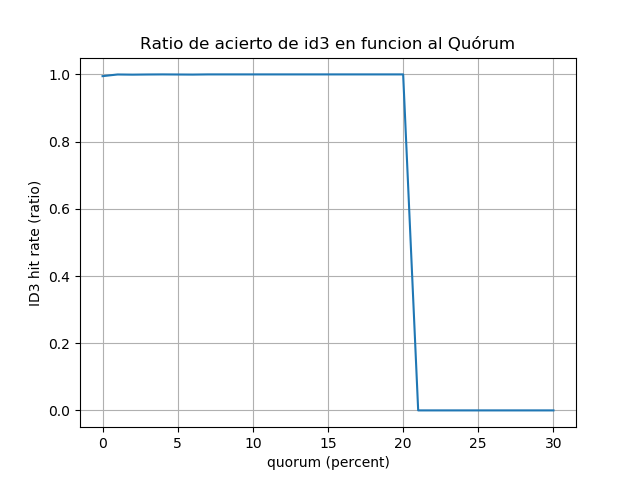 Ratio de acierto de id3 en funcion al Quórum
1.0
0.8
0.6
0.4
0.2
0.0
ID3 hit rate (ratio)
0 5 10 15 20 25 30
quorum (percent)